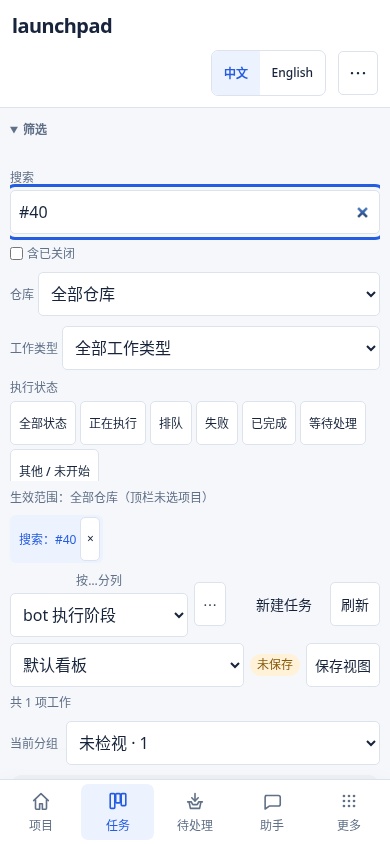 launchpad
中文 English ···
▼ 筛选
搜索
#40 ×
含已关闭
仓库 全部仓库
工作类型 全部工作类型
执行状态
全部状态 正在执行 排队 失败 已完成 等待处理
其他 / 未开始
生效范围：全部仓库（顶栏未选项目）
搜索：#40 ×
按…分列
bot 执行阶段 ··· 新建任务 刷新
默认看板 未保存 保存视图
共 1 项工作
当前分组 未检视 · 1
项目 任务 待处理 助手 更多